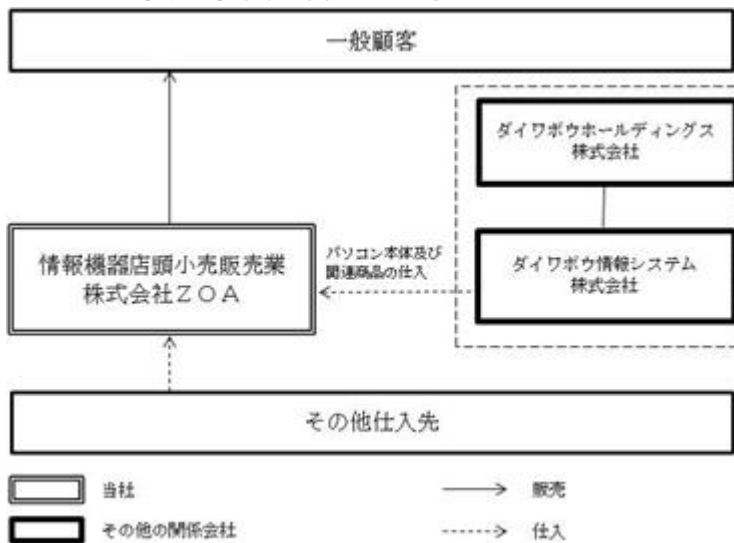 一般顧客
ダイワボウホールディングス
株式会社
情報機器店頭小売販売業
株式会社ＺＯＡ
パソコン本体及び
関連商品の仕入
ダイワボウ情報システム
株式会社
その他仕入先
当社
販売
その他の関係会社
仕入